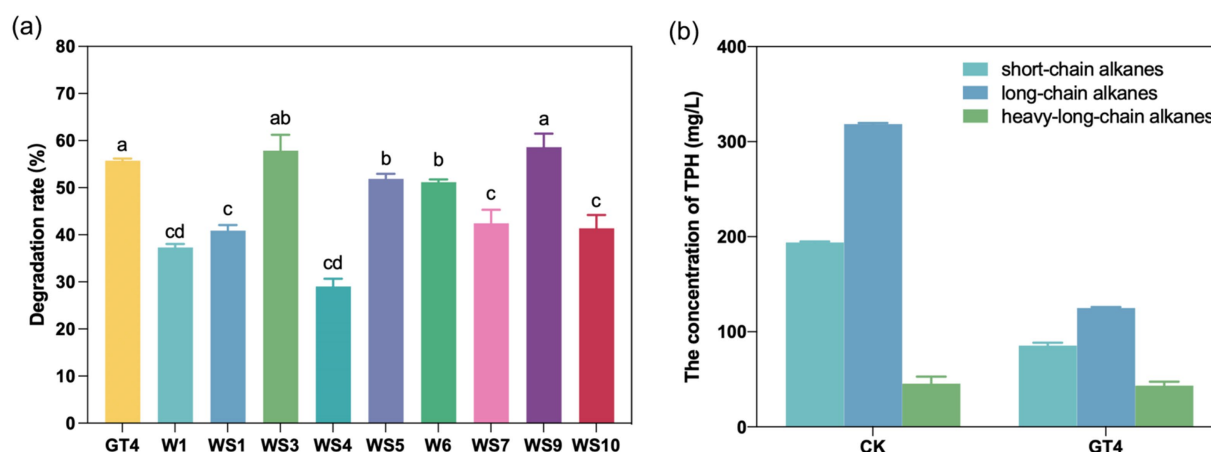 (a)
Degradation rate (%)
80
70
60
50
40
30
20
10
0
a
cd
c
ab
cd
b
b
c
a
c
GT4 W1 WS1 WS3 WS4 WS5 W6 WS7 WS9 WS10
(b)
The concentration of TPH (mg/L)
400
300
200
100
0
short-chain alkanes
long-chain alkanes
heavy-long-chain alkanes
CK GT4